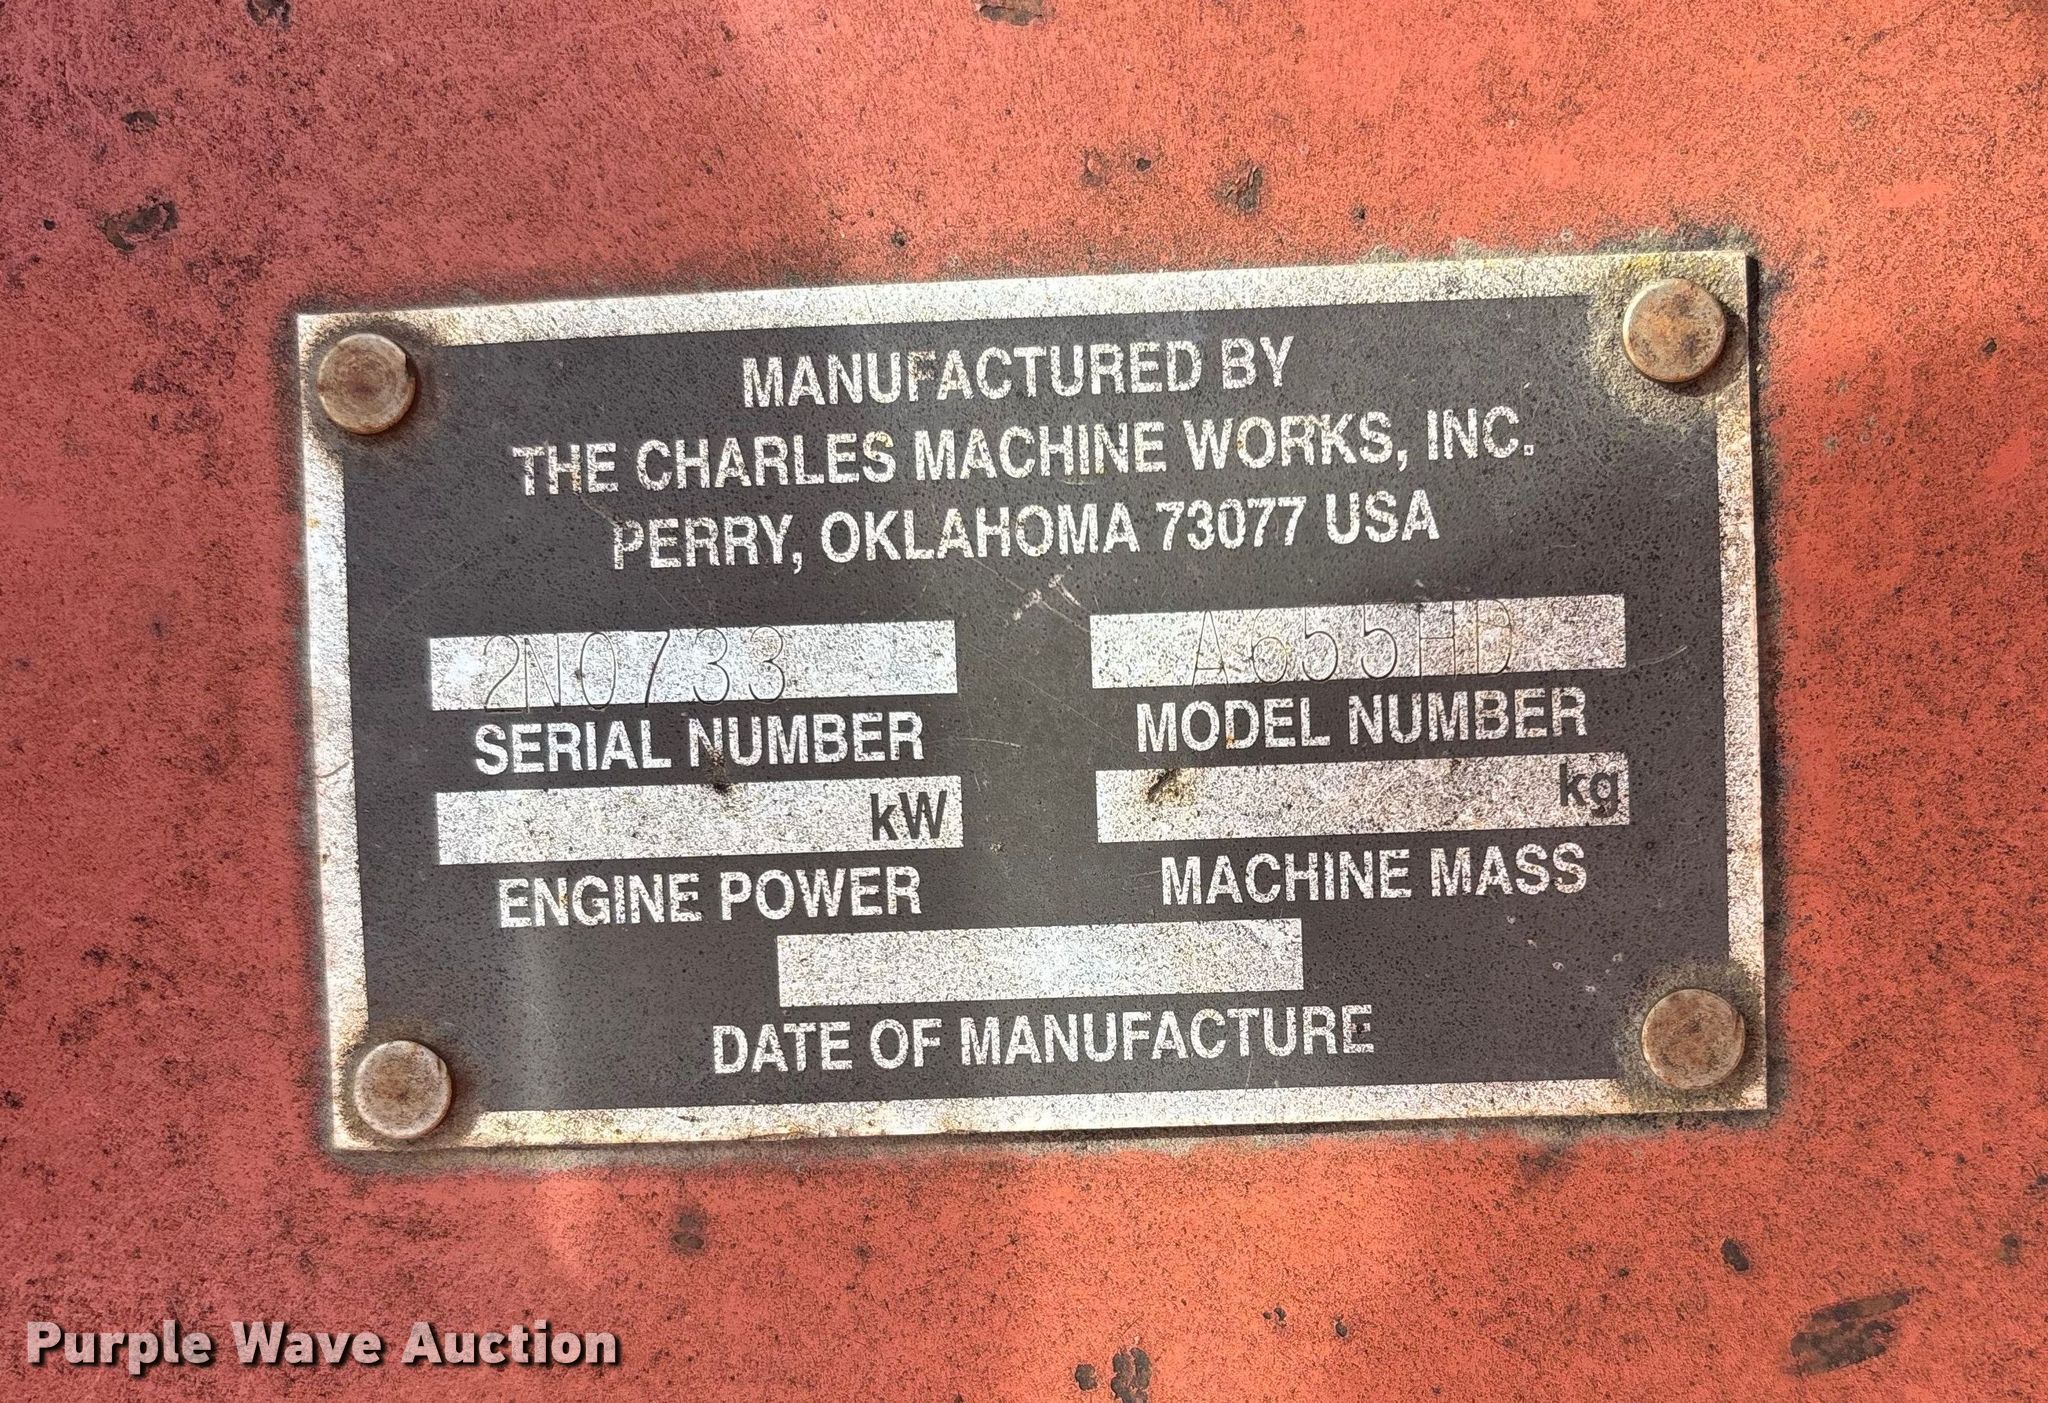 MANUFACTURED BY
THE CHARLES MACHINE WORKS, INC.
PERRY, OKLAHOMA 73077 USA
2N0733 A655HD
SERIAL NUMBER MODEL NUMBER
kW kg
ENGINE POWER MACHINE MASS
DATE OF MANUFACTURE
Purple Wave Auction